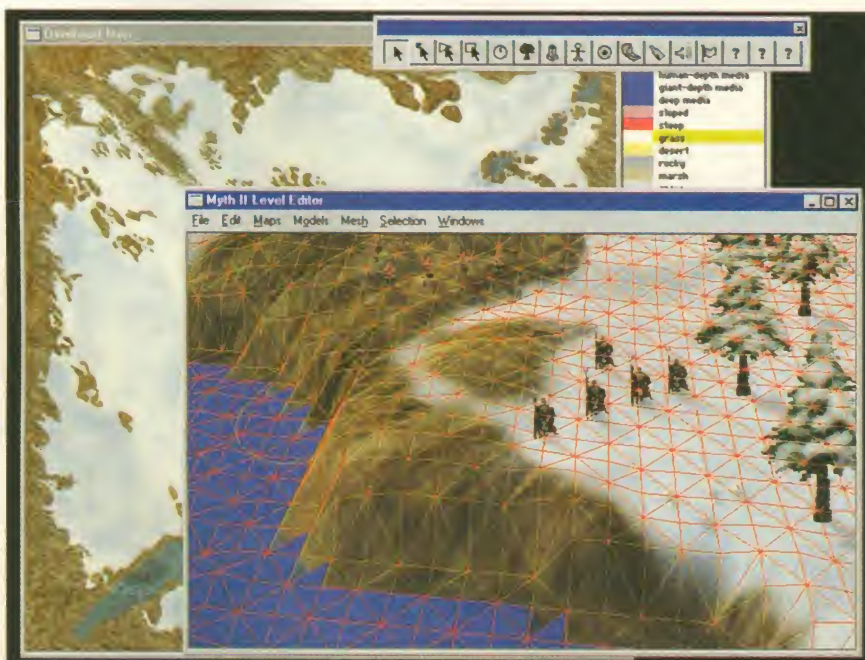 Overhead Map
? ? ?
human-depth media
giant-depth media
deep media
sloped
steep
grass
desert
rocky
marsh
Myth II Level Editor
File Edit Maps Models Mesh Selection Windows